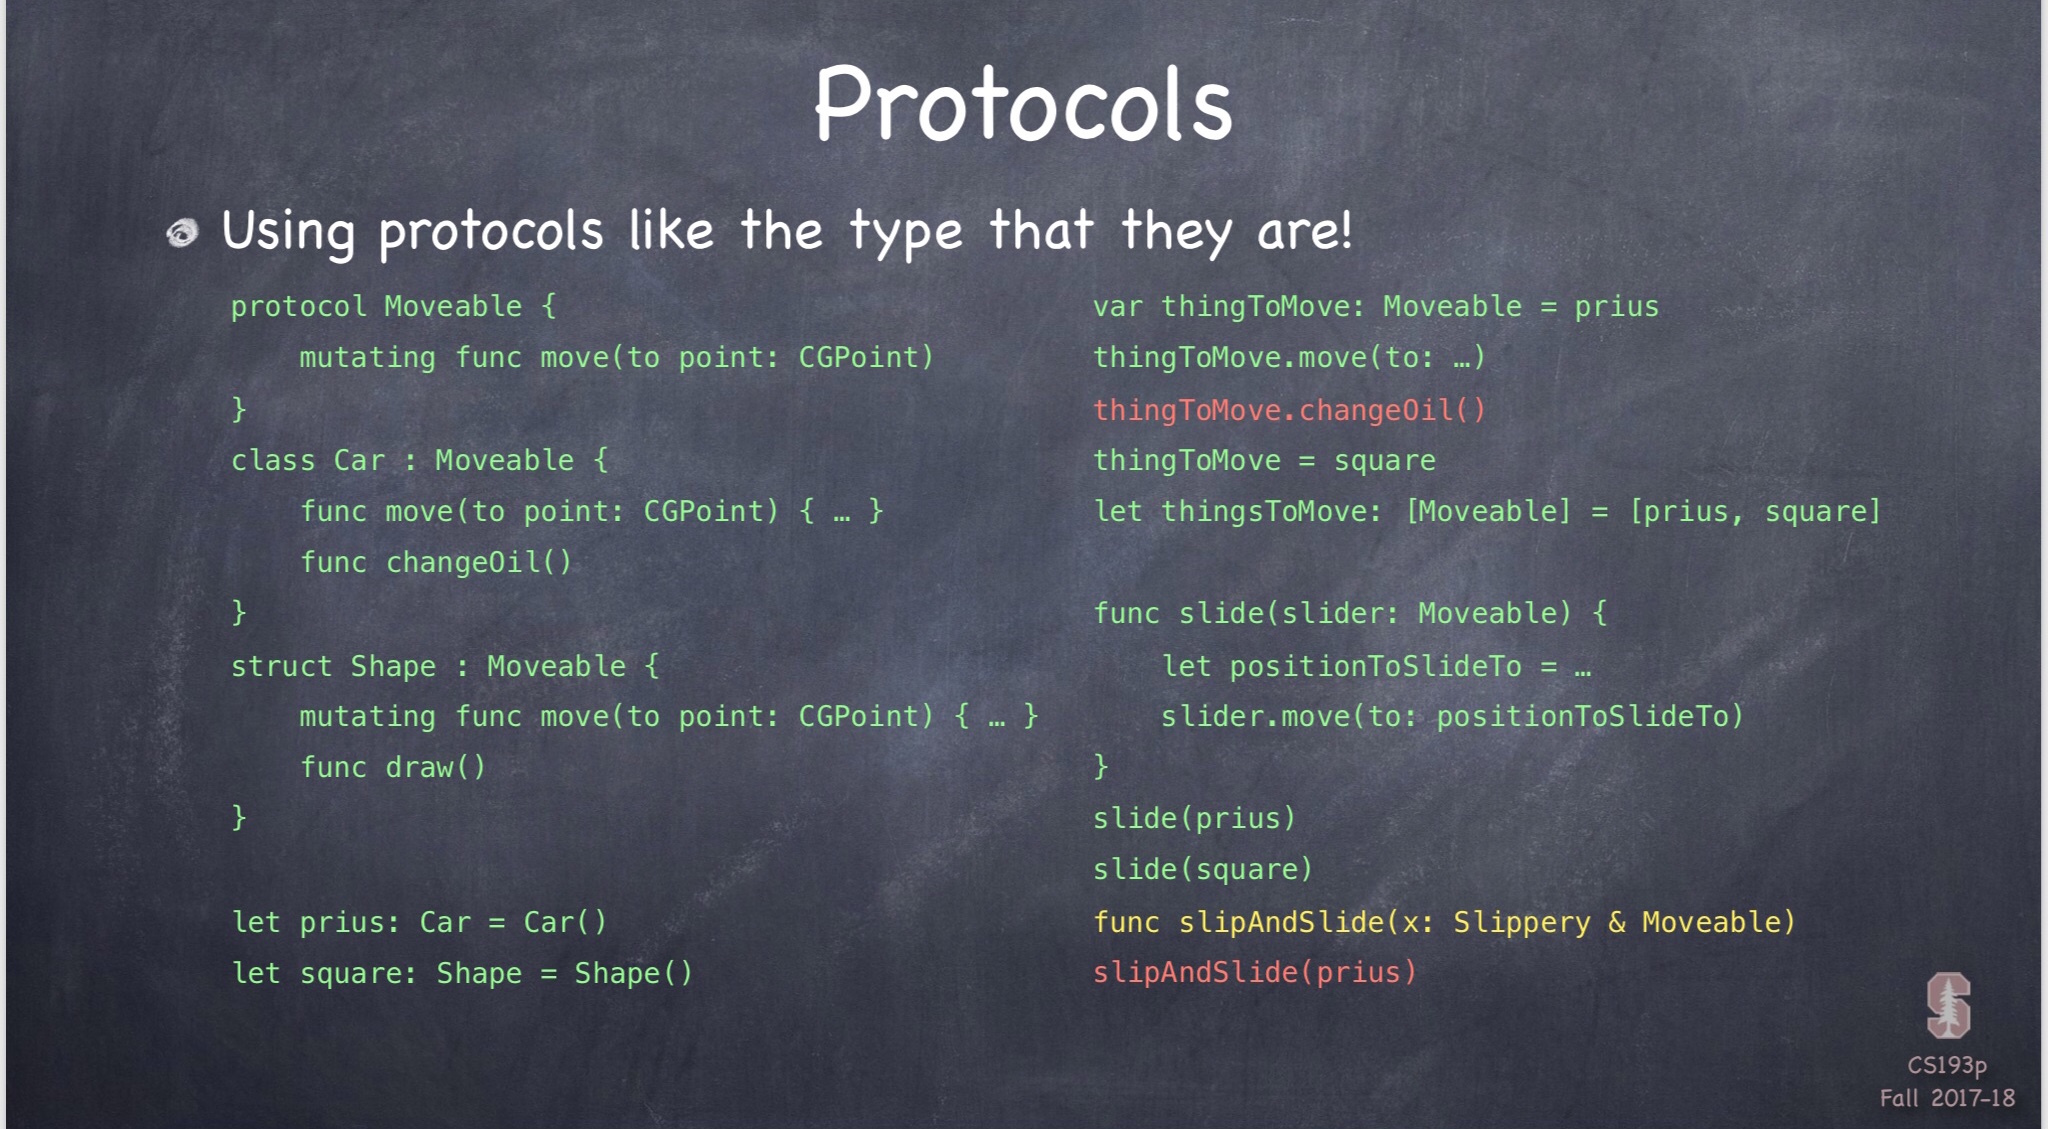 Protocols
Using protocols like the type that they are!
protocol Moveable {
    mutating func move(to point: CGPoint)
}
class Car : Moveable {
    func move(to point: CGPoint) { … }
    func changeOil()
}
struct Shape : Moveable {
    mutating func move(to point: CGPoint) { … }
    func draw()
}
let prius: Car = Car()
let square: Shape = Shape()
var thingToMove: Moveable = prius
thingToMove.move(to: …)
thingToMove.changeOil()
thingToMove = square
let thingsToMove: [Moveable] = [prius, square]
func slide(slider: Moveable) {
    let positionToSlideTo = …
    slider.move(to: positionToSlideTo)
}
slide(prius)
slide(square)
func slipAndSlide(x: Slippery & Moveable)
slipAndSlide(prius)
S
CS193p
Fall 2017-18